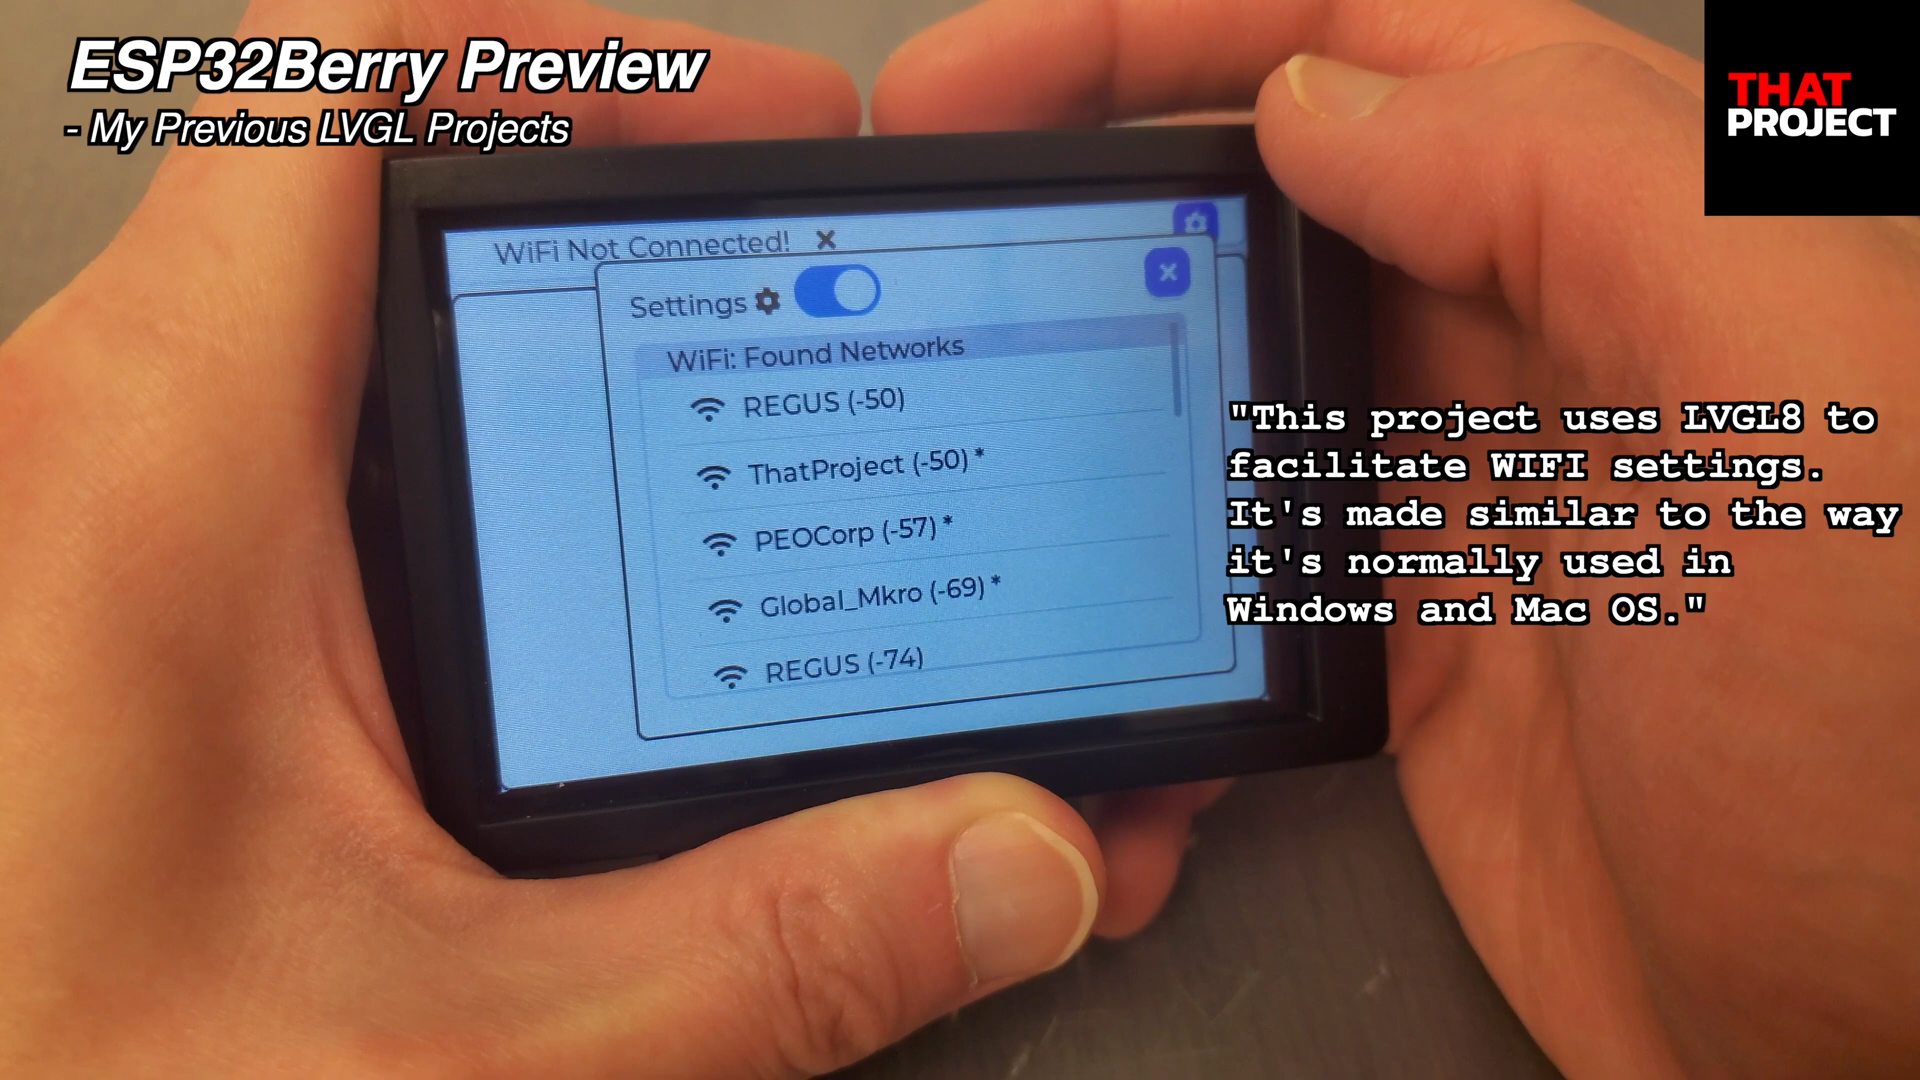 ESP32Berry Preview
- My Previous LVGL Projects
THAT
PROJECT
WiFi Not Connected!
Settings
WiFi: Found Networks
REGUS (-50)
ThatProject (-50) *
PEOCorp (-57) *
Global_Mkro (-69) *
REGUS (-74)
"This project uses LVGL8 to
facilitate WIFI settings.
It's made similar to the way
it's normally used in
Windows and Mac OS."